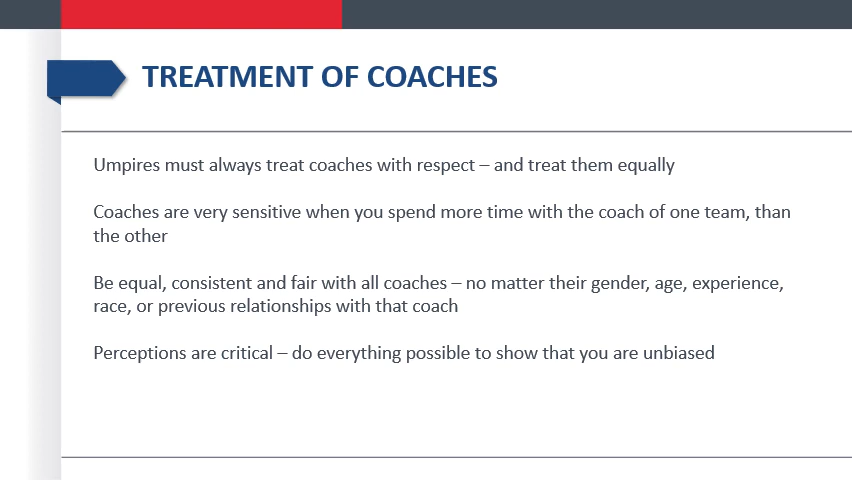 TREATMENT OF COACHES
Umpires must always treat coaches with respect – and treat them equally
Coaches are very sensitive when you spend more time with the coach of one team, than
the other
Be equal, consistent and fair with all coaches – no matter their gender, age, experience,
race, or previous relationships with that coach
Perceptions are critical – do everything possible to show that you are unbiased